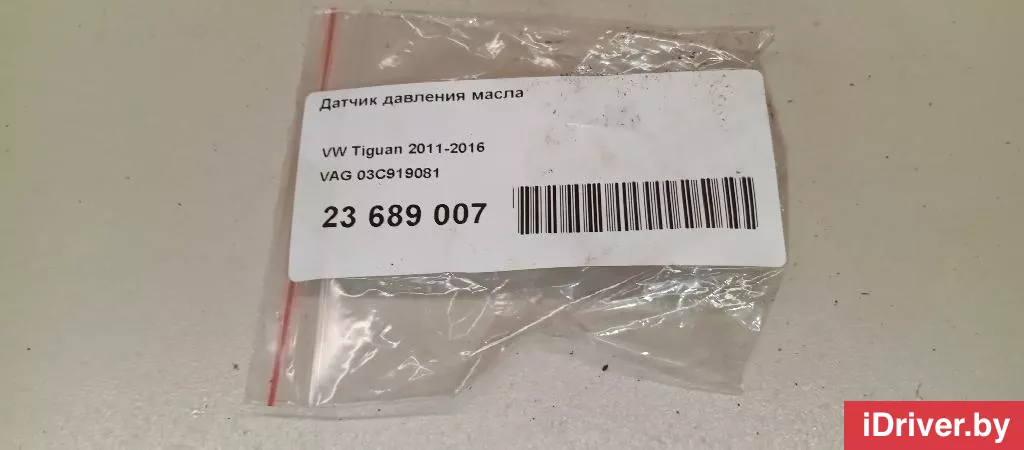 Датчик давления масла
VW Tiguan 2011-2016
VAG 03C919081
23 689 007
iDriver.by